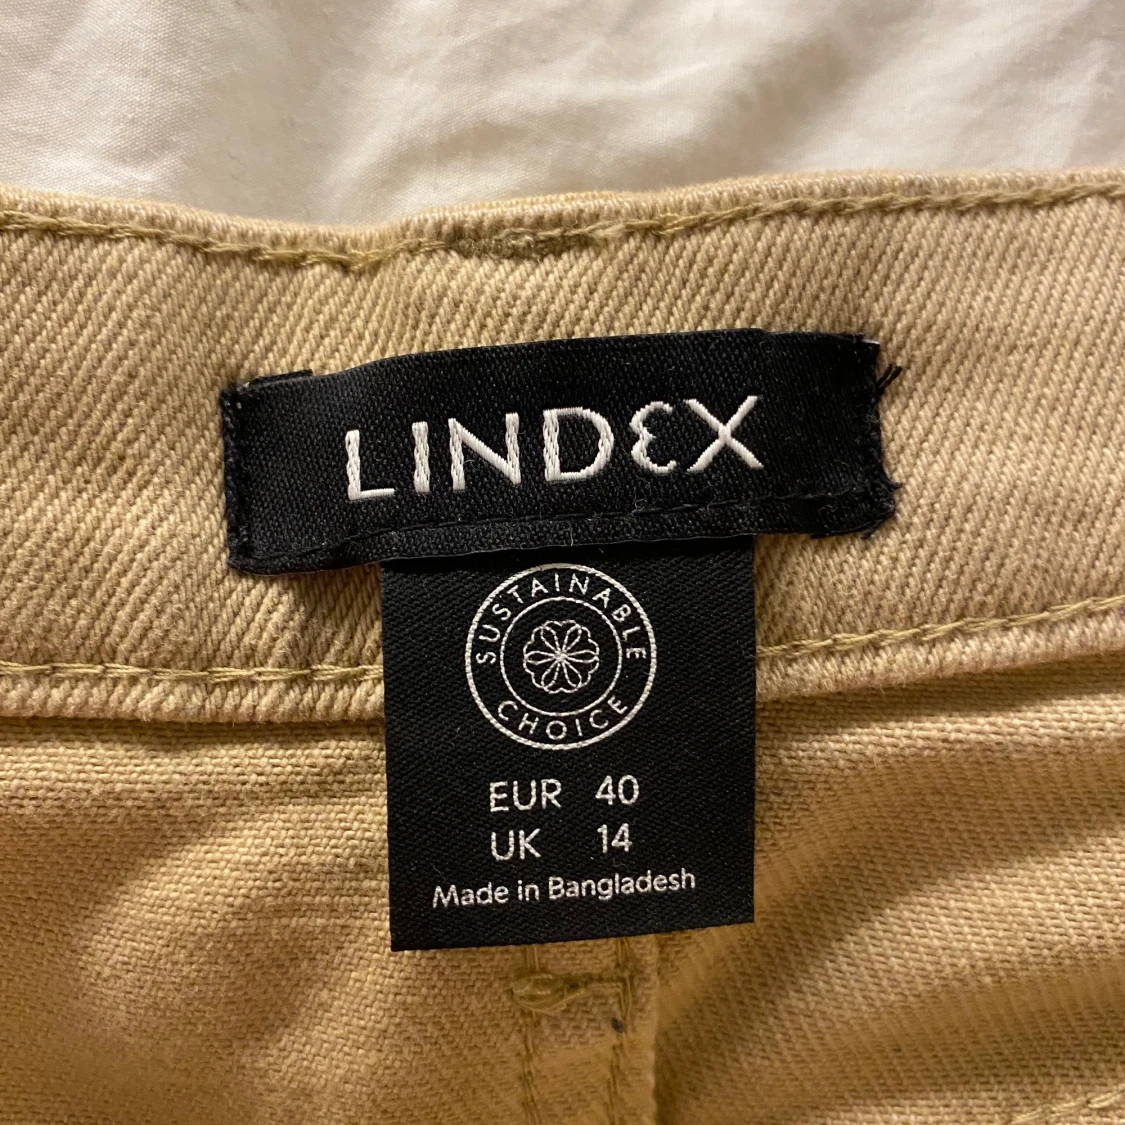 LINDEX
SUSTAINABLE
CHOICE
EUR 40
UK 14
Made in Bangladesh